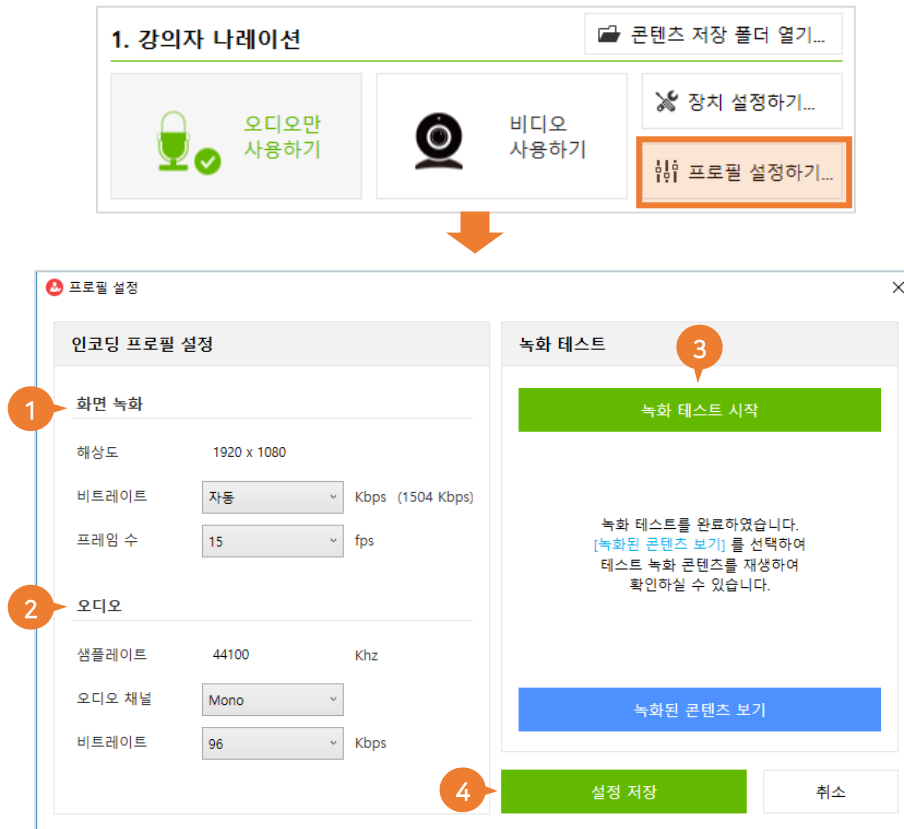 1. 강의자 나레이션
콘텐츠 저장 폴더 열기...
오디오만
사용하기
비디오
사용하기
장치 설정하기...
프로필 설정하기...
프로필 설정
인코딩 프로필 설정
1
화면 녹화
해상도 1920 x 1080
비트레이트 자동 Kbps (1504 Kbps)
프레임 수 15 fps
2
오디오
샘플레이트 44100 Khz
오디오 채널 Mono
비트레이트 96 Kbps
녹화 테스트
3
녹화 테스트 시작
녹화 테스트를 완료하였습니다.
[녹화된 콘텐츠 보기] 를 선택하여
테스트 녹화 콘텐츠를 재생하여
확인하실 수 있습니다.
녹화된 콘텐츠 보기
4
설정 저장
취소